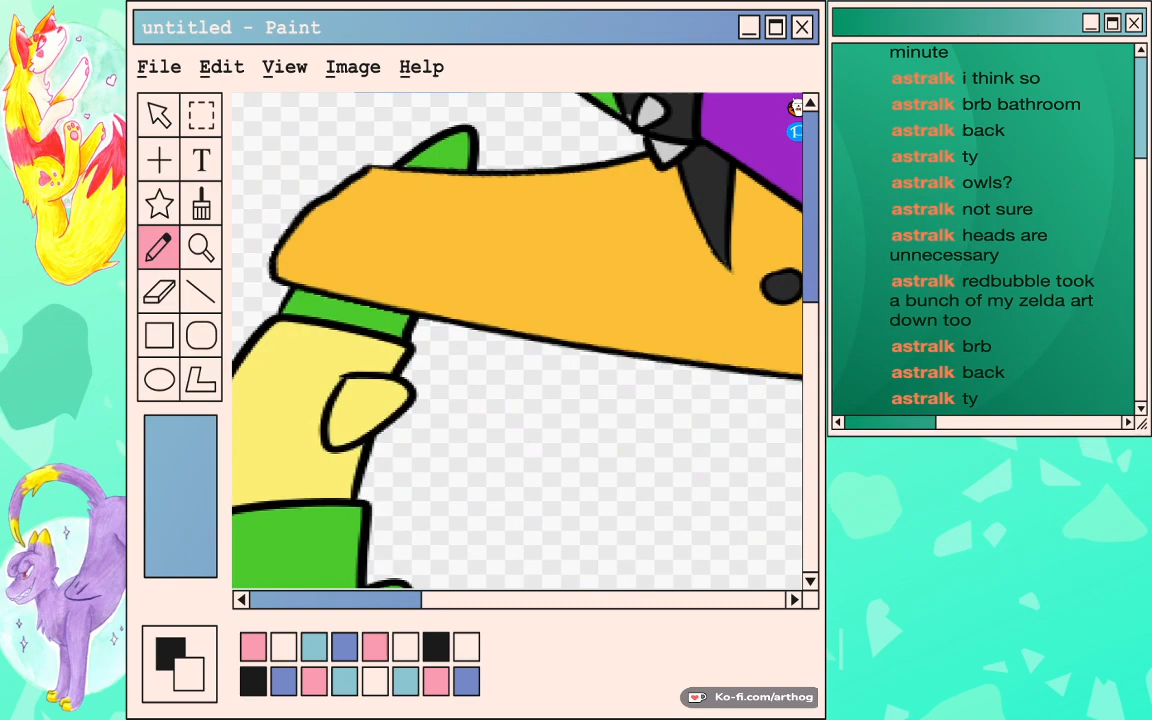 untitled - Paint
File Edit View Image Help
T
Ko-fi.com/arthog
minute
astralk i think so
astralk brb bathroom
astralk back
astralk ty
astralk owls?
astralk not sure
astralk heads are
unnecessary
astralk redbubble took
a bunch of my zelda art
down too
astralk brb
astralk back
astralk ty